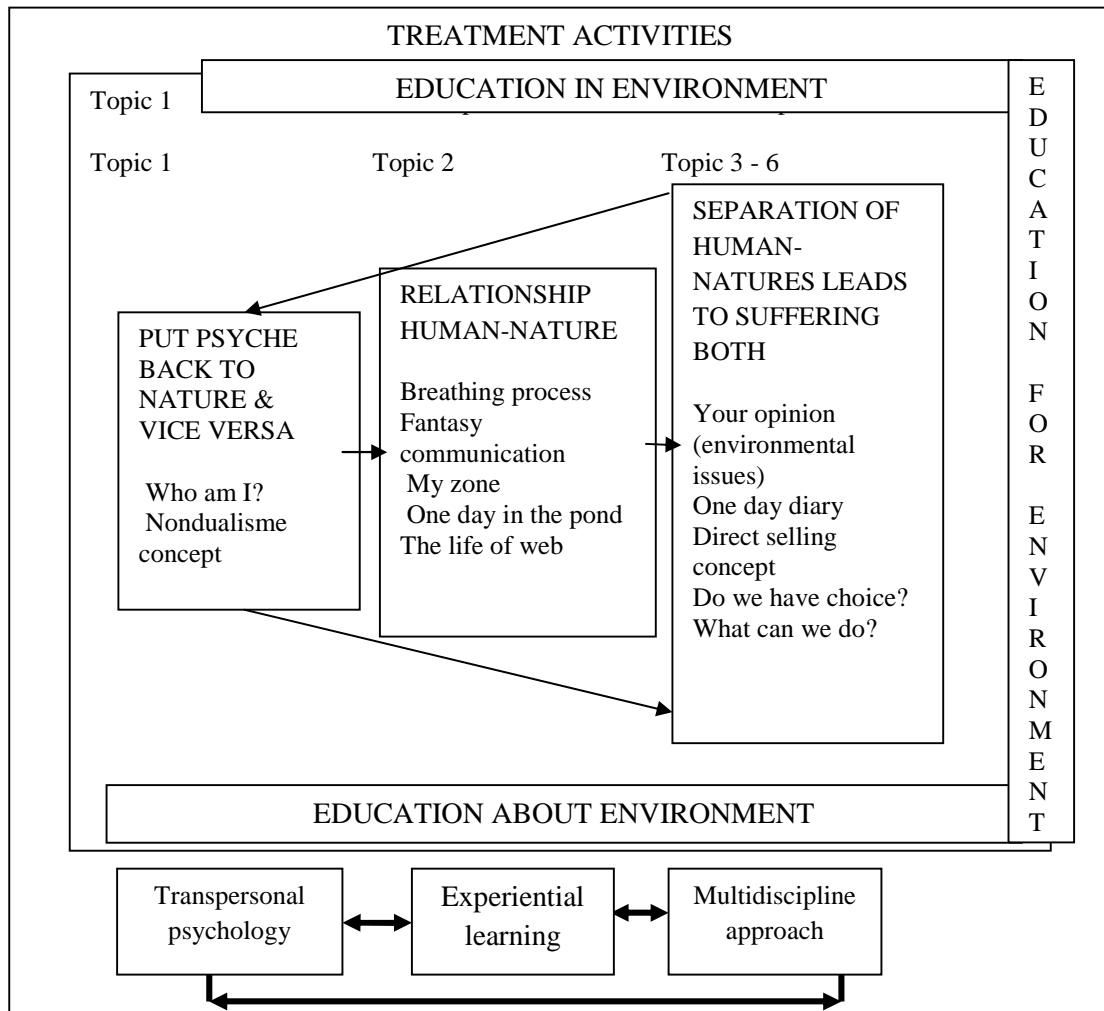 TREATMENT ACTIVITIES
EDUCATION IN ENVIRONMENT
Topic 1
Topic 1
Topic 2
Topic 3 - 6
PUT PSYCHE
BACK TO
NATURE &
VICE VERSA
Who am I?
Nondualisme
concept
RELATIONSHIP
HUMAN-NATURE
Breathing process
Fantasy
communication
My zone
One day in the pond
The life of web
SEPARATION OF
HUMAN-
NATURES LEADS
TO SUFFERING
BOTH
Your opinion
(environmental
issues)
One day diary
Direct selling
concept
Do we have choice?
What can we do?
EDUCATION FOR ENVIRONMENT
EDUCATION ABOUT ENVIRONMENT
Transpersonal
psychology
Experiential
learning
Multidiscipline
approach